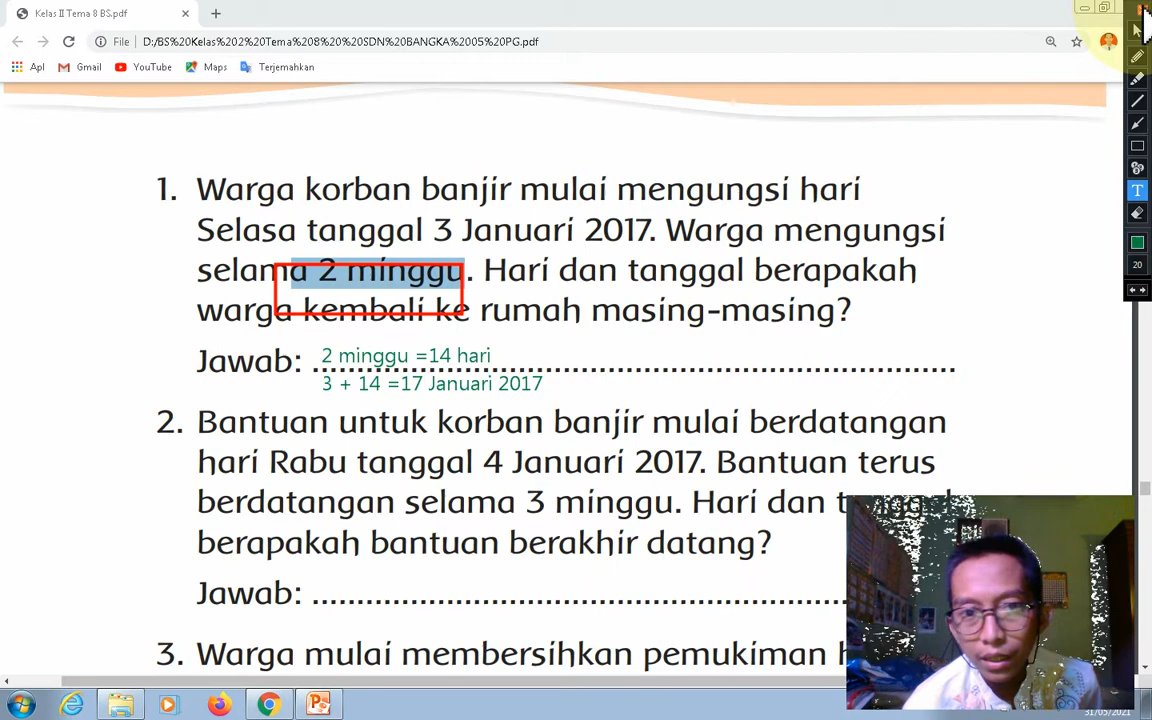 Kelas II Tema 8 BS.pdf
File
D:/BS%20Kelas%202%20Tema%208%20%20SDN%20BANGKA%2005%20PG.pdf
Apl
Gmail
YouTube
Maps
Terjemahkan
1. Warga korban banjir mulai mengungsi hari
Selasa tanggal 3 Januari 2017. Warga mengungsi
selama 2 minggu. Hari dan tanggal berapakah
warga kembali ke rumah masing-masing?
Jawab: ..........................................................................
2 minggu =14 hari
3 + 14 =17 Januari 2017
2. Bantuan untuk korban banjir mulai berdatangan
hari Rabu tanggal 4 Januari 2017. Bantuan terus
berdatangan selama 3 minggu. Hari dan
berapakah bantuan berakhir datang?
Jawab: .............................................................
3. Warga mulai membersihkan pemukiman
T
20
31/05/2021